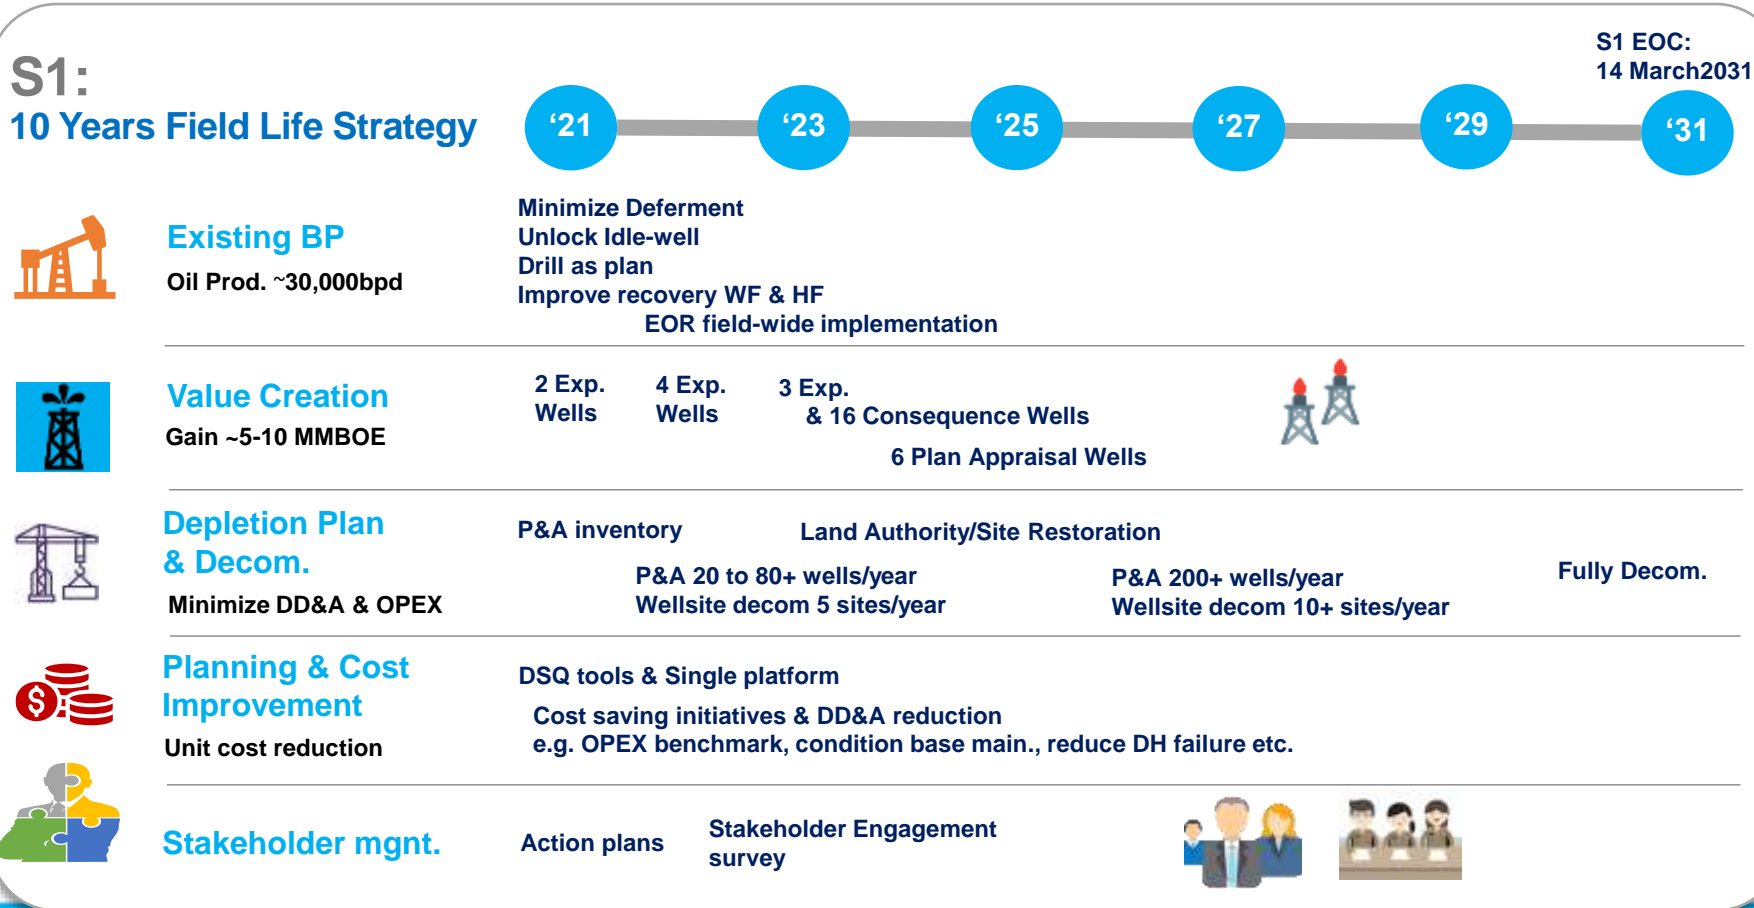 S1:
10 Years Field Life Strategy
S1 EOC:
14 March2031
‘21
‘23
‘25
‘27
‘29
‘31
Existing BP
Oil Prod. ~30,000bpd
Minimize Deferment
Unlock Idle-well
Drill as plan
Improve recovery WF & HF
EOR field-wide implementation
Value Creation
Gain ~5-10 MMBOE
2 Exp.
Wells
4 Exp.
Wells
3 Exp.
& 16 Consequence Wells
6 Plan Appraisal Wells
Depletion Plan
& Decom.
Minimize DD&A & OPEX
P&A inventory
Land Authority/Site Restoration
P&A 20 to 80+ wells/year
Wellsite decom 5 sites/year
P&A 200+ wells/year
Wellsite decom 10+ sites/year
Fully Decom.
$
Planning & Cost
Improvement
Unit cost reduction
DSQ tools & Single platform
Cost saving initiatives & DD&A reduction
e.g. OPEX benchmark, condition base main., reduce DH failure etc.
Stakeholder mgnt.
Action plans
Stakeholder Engagement
survey